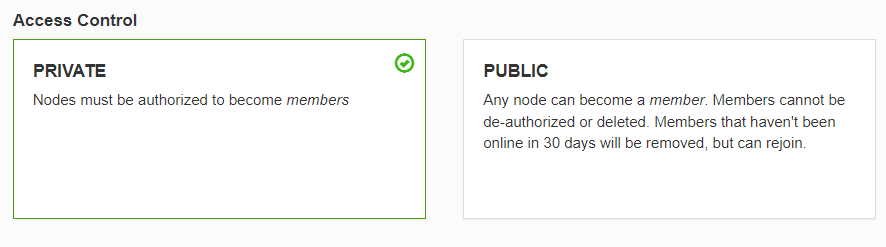 Access Control
PRIVATE
Nodes must be authorized to become members
PUBLIC
Any node can become a member. Members cannot be
de-authorized or deleted. Members that haven't been
online in 30 days will be removed, but can rejoin.